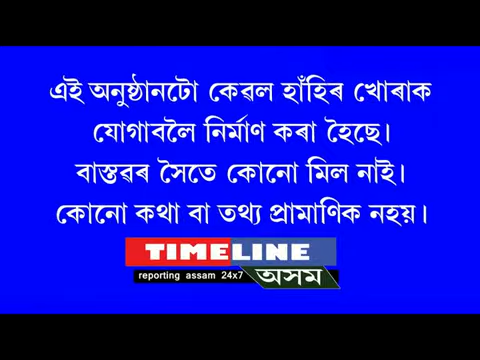 এই অনুষ্ঠানটো কেৱল হাঁহিৰ খোৰাক
যোগাবলৈ নিৰ্মাণ কৰা হৈছে।
বাস্তৱৰ সৈতে কোনো মিল নাই।
কোনো কথা বা তথ্য প্ৰামাণিক নহয়।
TIMELINE
reporting assam 24x7 অসম